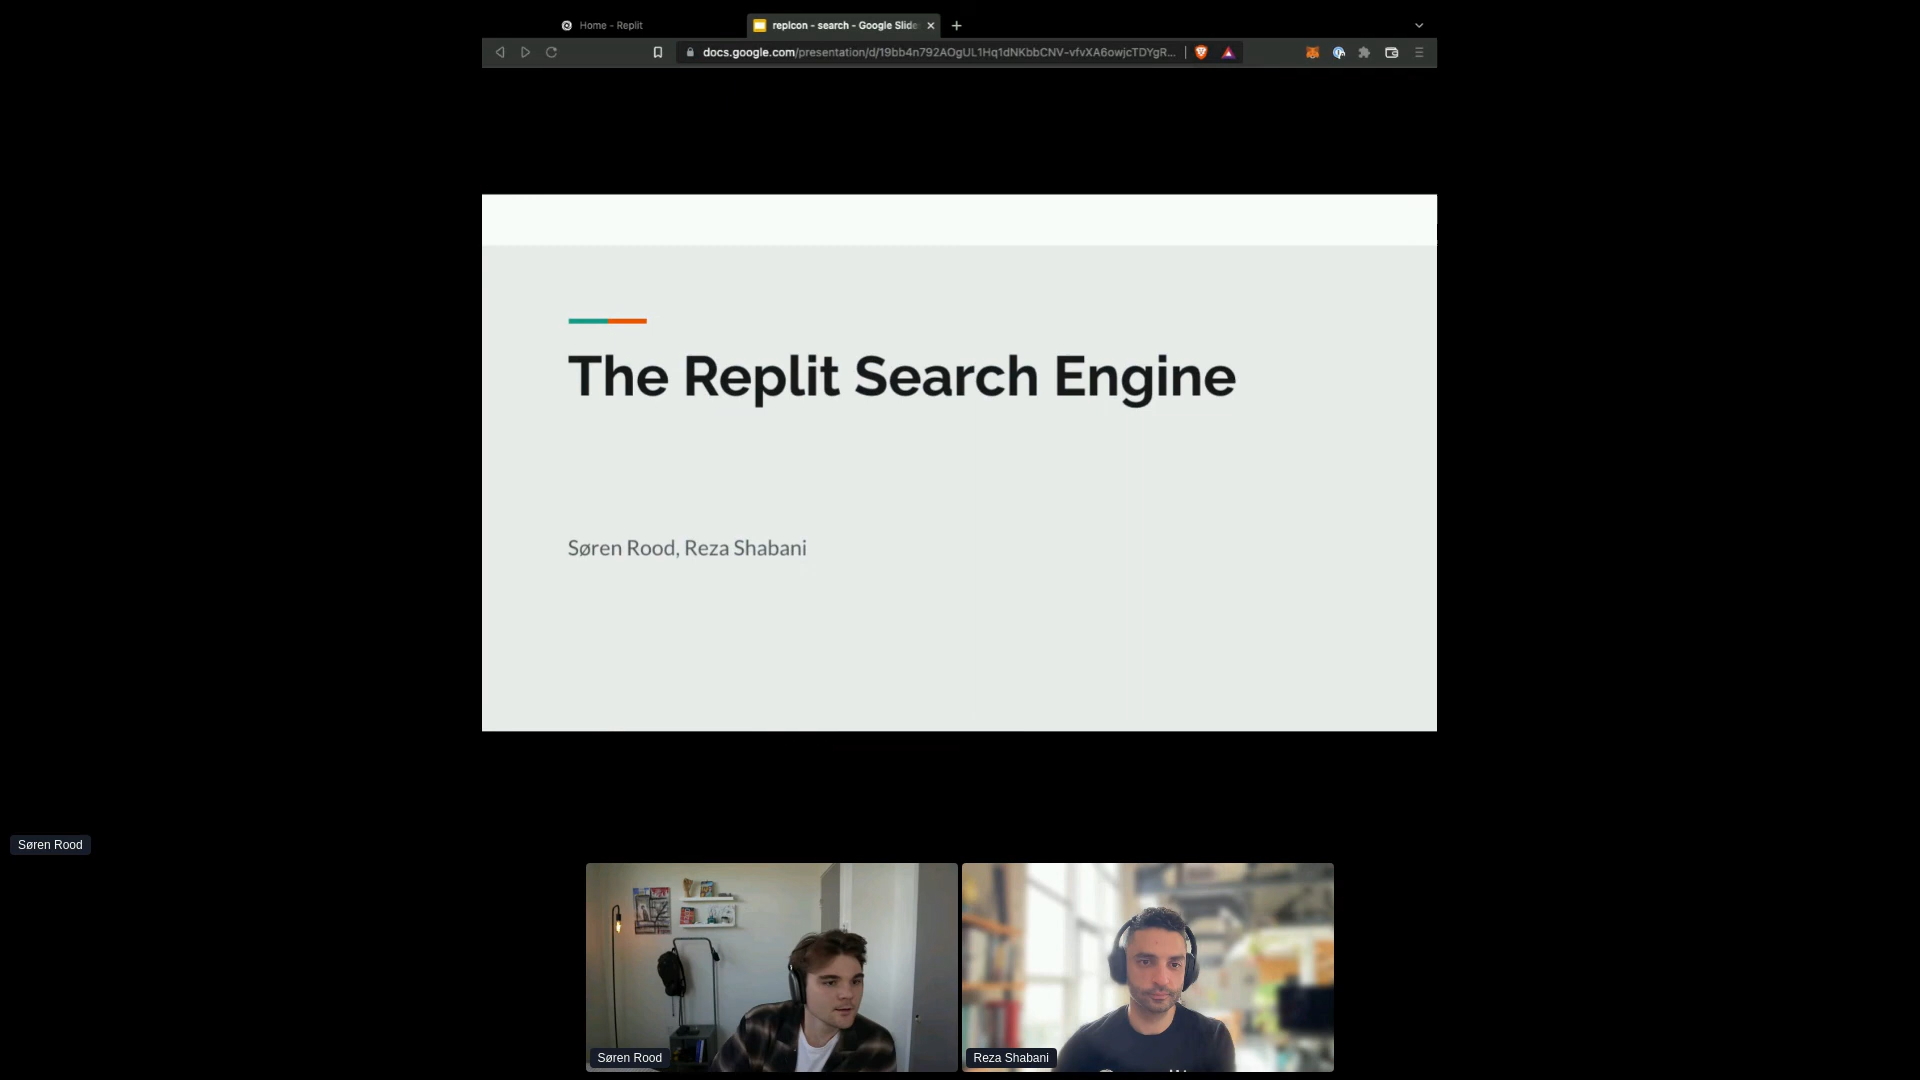 Home - Replit
replcon - search - Google Slide
docs.google.com/presentation/d/19bb4n792AOgUL1Hq1dNKbbCNV-vfvXA6owjcTDYgR...
The Replit Search Engine
Søren Rood, Reza Shabani
Søren Rood
Søren Rood
Reza Shabani